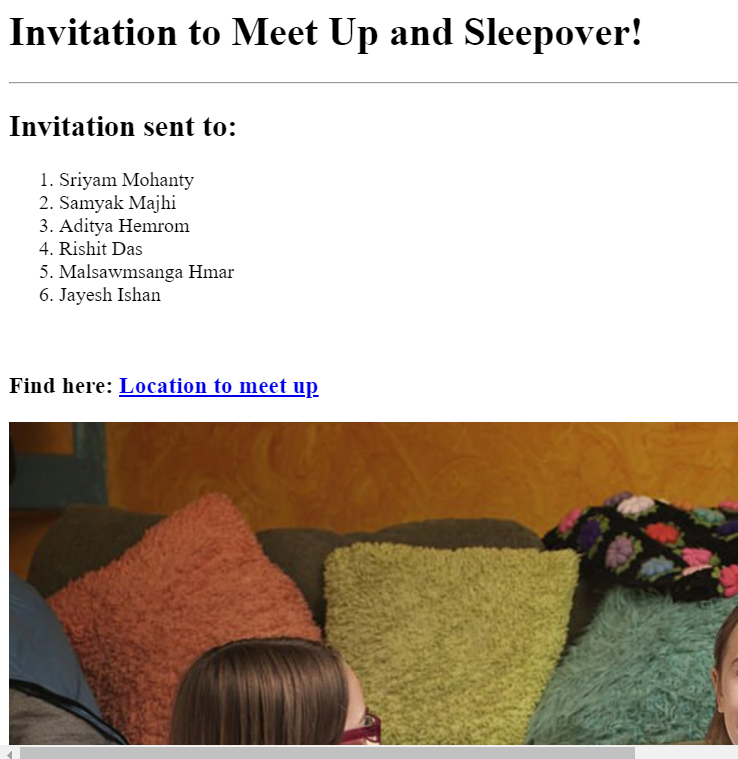 Invitation to Meet Up and Sleepover!
Invitation sent to:
1. Sriyam Mohanty
2. Samyak Majhi
3. Aditya Hemrom
4. Rishit Das
5. Malsawmsanga Hmar
6. Jayesh Ishan
Find here: Location to meet up